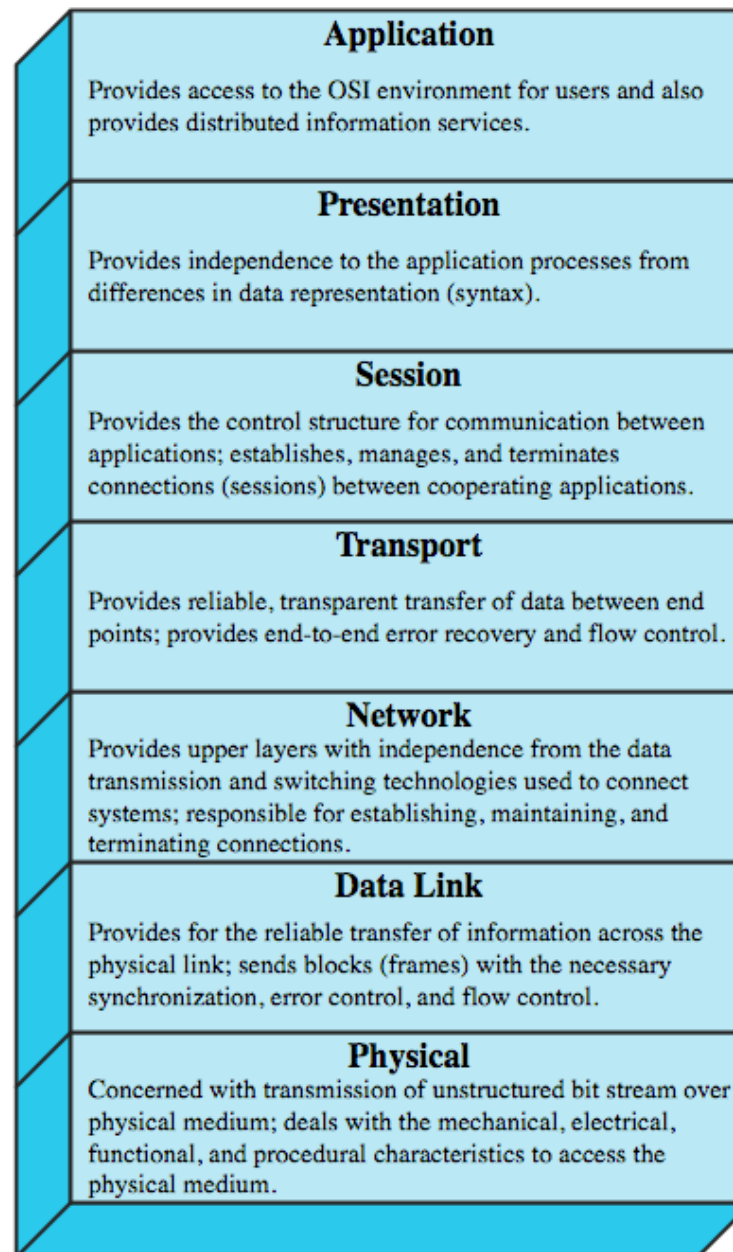 Application
Provides access to the OSI environment for users and also
provides distributed information services.
Presentation
Provides independence to the application processes from
differences in data representation (syntax).
Session
Provides the control structure for communication between
applications; establishes, manages, and terminates
connections (sessions) between cooperating applications.
Transport
Provides reliable, transparent transfer of data between end
points; provides end-to-end error recovery and flow control.
Network
Provides upper layers with independence from the data
transmission and switching technologies used to connect
systems; responsible for establishing, maintaining, and
terminating connections.
Data Link
Provides for the reliable transfer of information across the
physical link; sends blocks (frames) with the necessary
synchronization, error control, and flow control.
Physical
Concerned with transmission of unstructured bit stream over
physical medium; deals with the mechanical, electrical,
functional, and procedural characteristics to access the
physical medium.